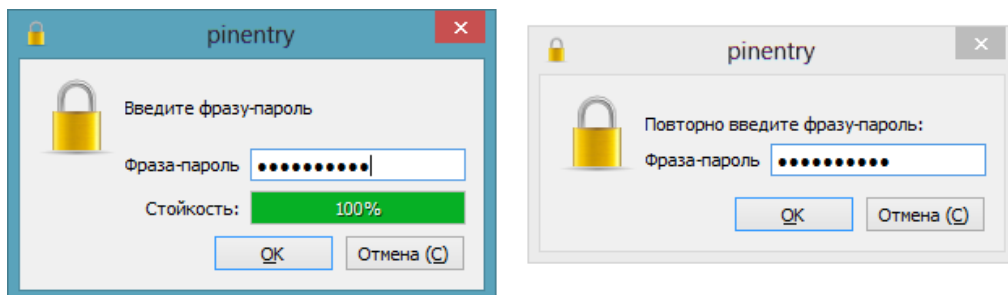 pinentry
Введите фразу-пароль
Фраза-пароль ●●●●●●●●●●
Стойкость: 100%
OK Отмена (C)
pinentry
Повторно введите фразу-пароль:
Фраза-пароль ●●●●●●●●●●
OK Отмена (C)